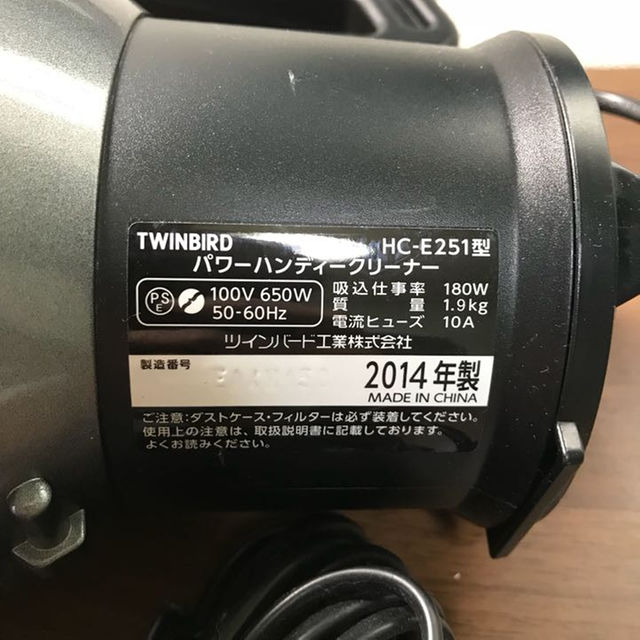 TWINBIRD HC-E251型
パワーハンディークリーナー
PS E 100V 650W 50-60Hz
吸込仕事率 180W
質量 1.9kg
電流ヒューズ 10A
ツインバード工業株式会社
製造番号 2014年製
MADE IN CHINA
ご注意:ダストケース・フィルターは必ず装着してください。
使用上の注意は、取扱説明書に記載しております。
よくお読みください。